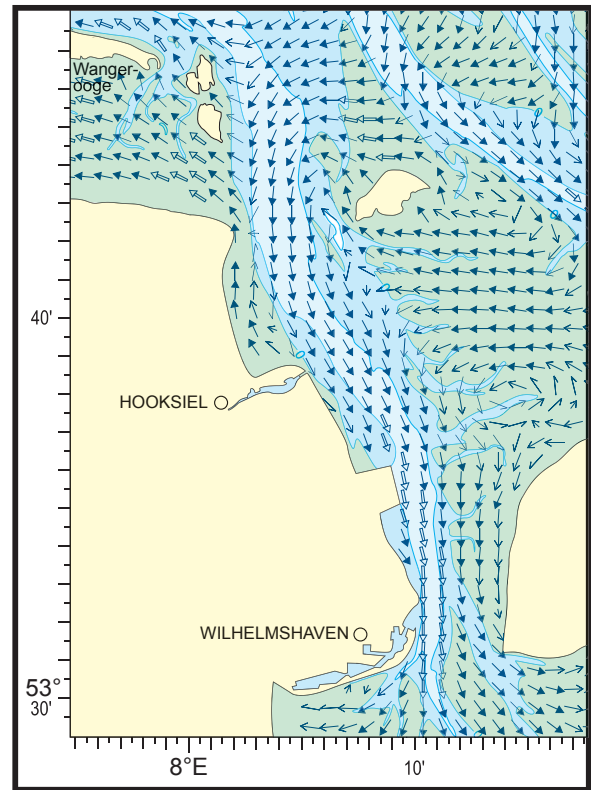 Wanger-
ooge
40'
HOOKSIEL
WILHELMSHAVEN
53°
30'
8°E
10'